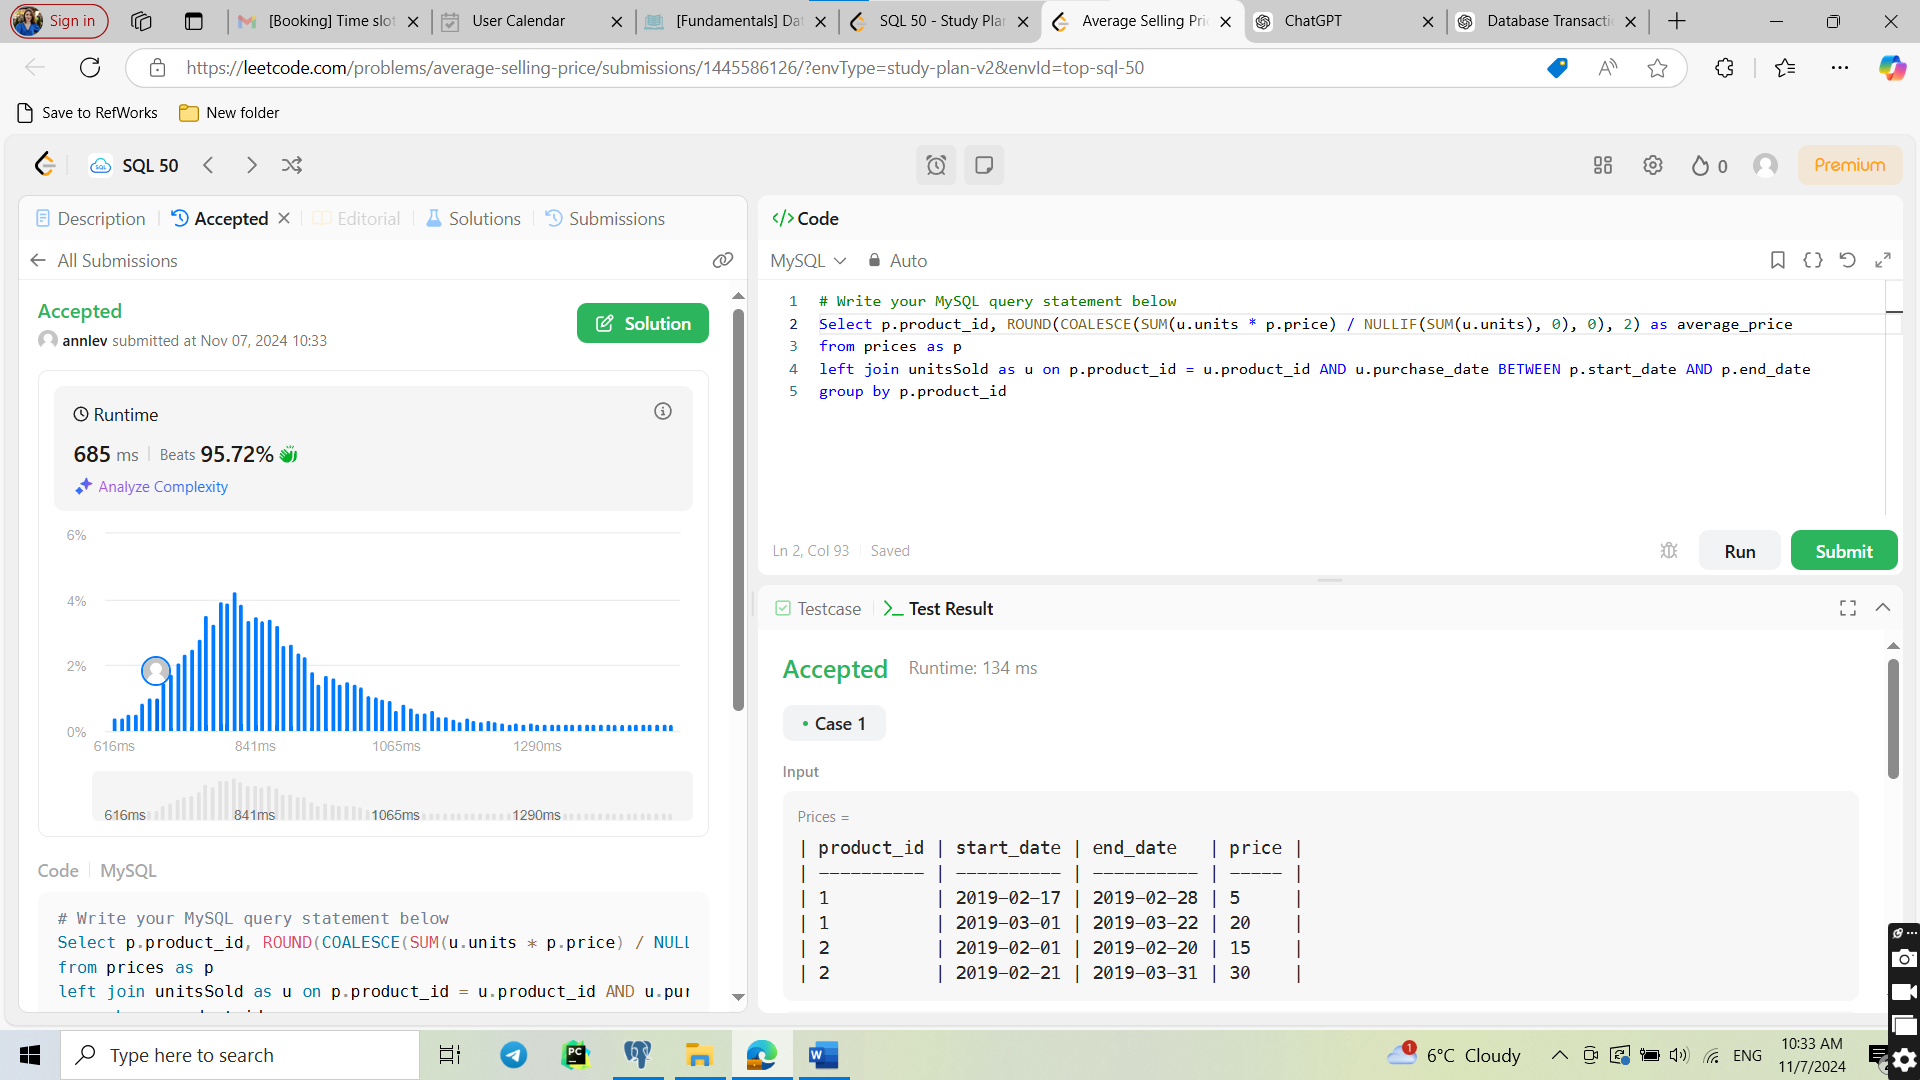 Sign in
[Booking] Time slot
User Calendar
[Fundamentals] Dat
SQL 50 - Study Plan
Average Selling Pri
ChatGPT
Database Transacti
https://leetcode.com/problems/average-selling-price/submissions/1445586126/?envType=study-plan-v2&envId=top-sql-50
Save to RefWorks
New folder
SQL 50
0
Premium
Description
Accepted
Editorial
Solutions
Submissions
All Submissions
Accepted
annlev submitted at Nov 07, 2024 10:33
Solution
Runtime
685 ms
Beats 95.72%
Analyze Complexity
6%
4%
2%
0%
616ms
841ms
1065ms
1290ms
616ms
841ms
1065ms
1290ms
Code
MySQL
# Write your MySQL query statement below
Select p.product_id, ROUND(COALESCE(SUM(u.units * p.price) / NULL
from prices as p
left join unitsSold as u on p.product_id = u.product_id AND u.pur
</> Code
MySQL
Auto
1 # Write your MySQL query statement below
2 Select p.product_id, ROUND(COALESCE(SUM(u.units * p.price) / NULLIF(SUM(u.units), 0), 0), 2) as average_price
3 from prices as p
4 left join unitsSold as u on p.product_id = u.product_id AND u.purchase_date BETWEEN p.start_date AND p.end_date
5 group by p.product_id
Ln 2, Col 93
Saved
Run
Submit
Testcase
Test Result
Accepted
Runtime: 134 ms
Case 1
Input
Prices =
| product_id | start_date | end_date | price |
| ---------- | ---------- | ---------- | ----- |
| 1 | 2019-02-17 | 2019-02-28 | 5 |
| 1 | 2019-03-01 | 2019-03-22 | 20 |
| 2 | 2019-02-01 | 2019-02-20 | 15 |
| 2 | 2019-02-21 | 2019-03-31 | 30 |
Type here to search
PC
W
1
6°C Cloudy
ENG
10:33 AM
11/7/2024